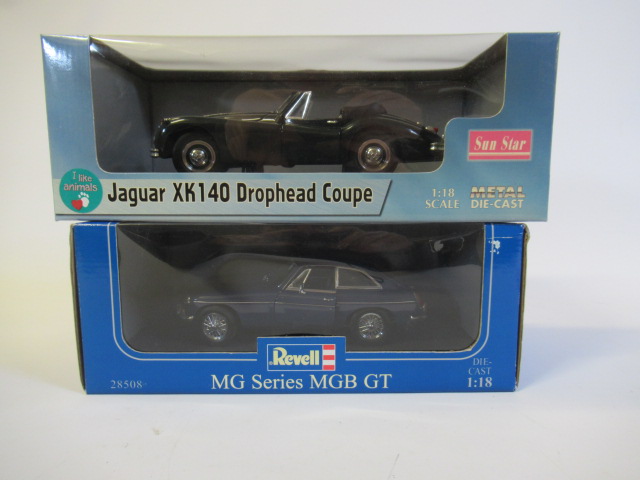 Sun Star
I like
animals
Jaguar XK140 Drophead Coupe
1:18
SCALE
METAL
DIE-CAST
Revell
28508
MG Series MGB GT
DIE-
CAST
1:18